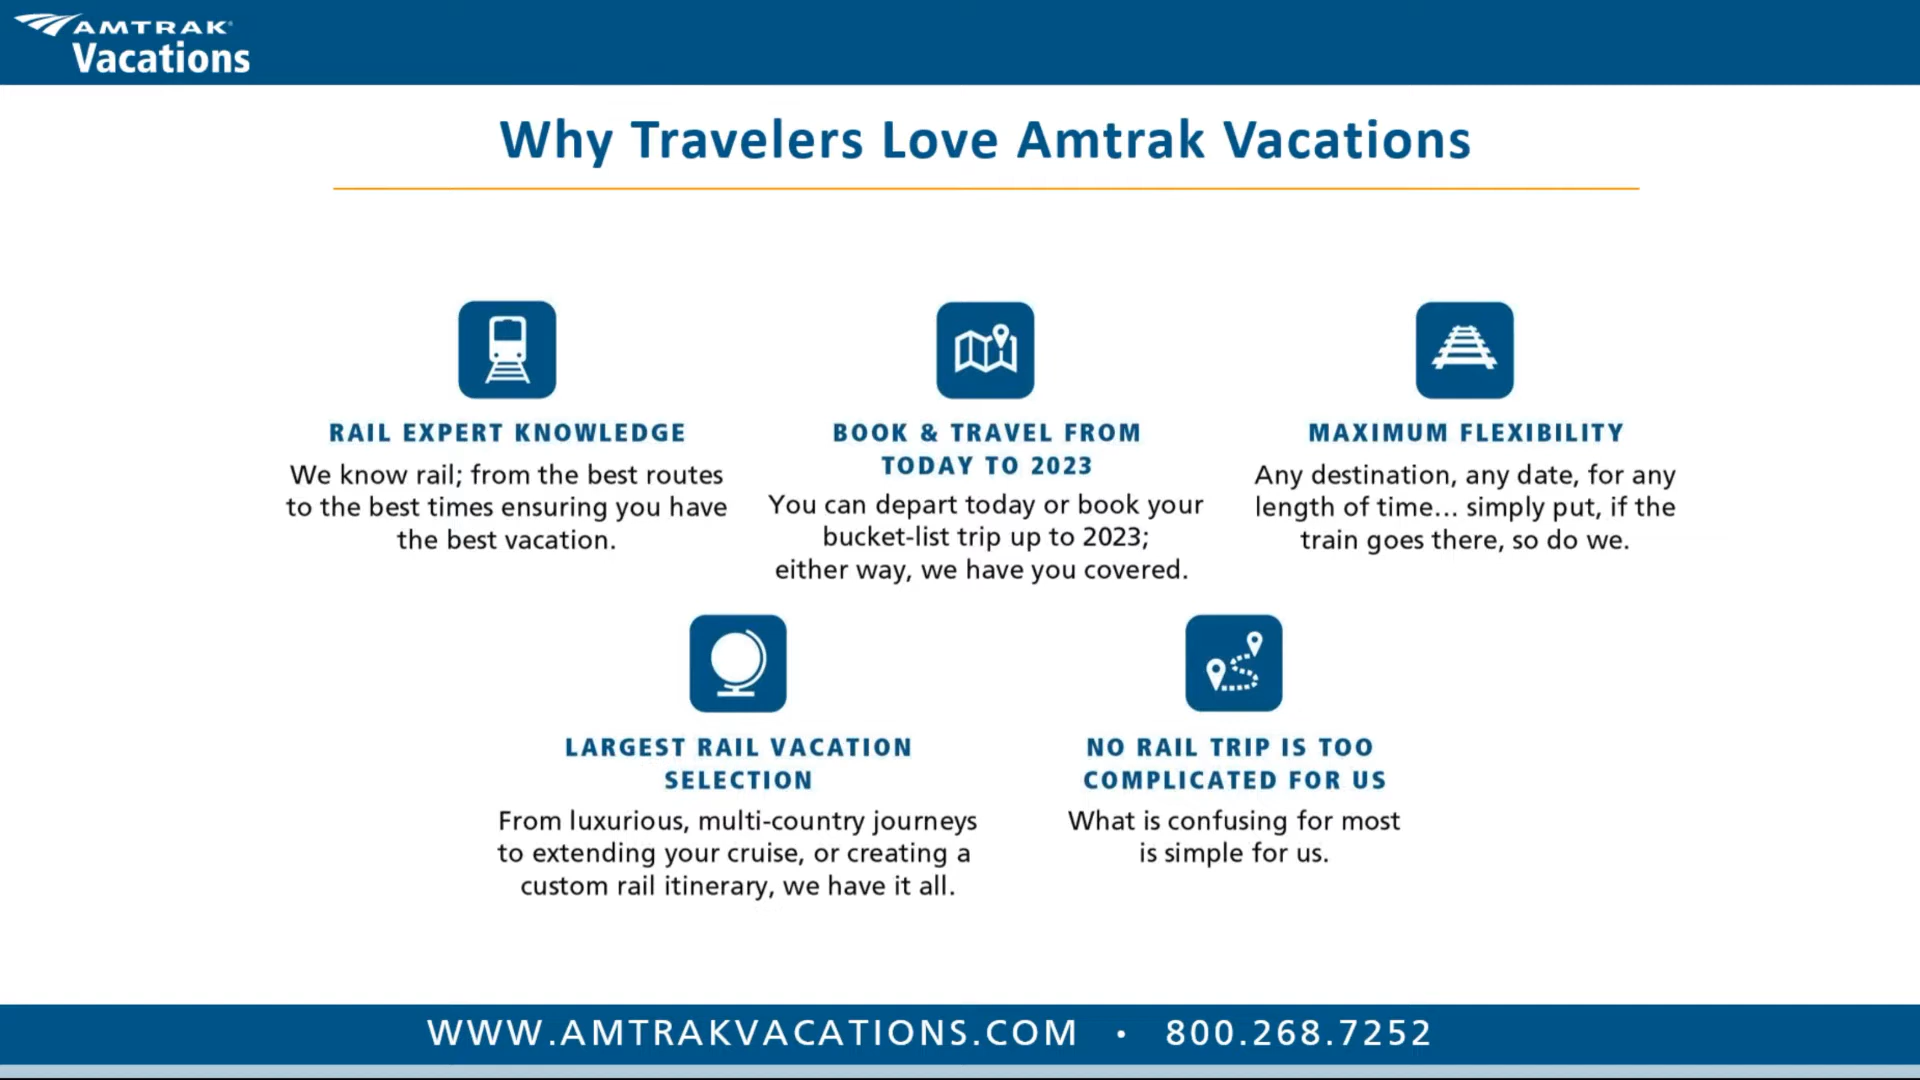 AMTRAK
Vacations
Why Travelers Love Amtrak Vacations
RAIL EXPERT KNOWLEDGE
We know rail; from the best routes
to the best times ensuring you have
the best vacation.
BOOK & TRAVEL FROM
TODAY TO 2023
You can depart today or book your
bucket-list trip up to 2023;
either way, we have you covered.
MAXIMUM FLEXIBILITY
Any destination, any date, for any
length of time... simply put, if the
train goes there, so do we.
LARGEST RAIL VACATION
SELECTION
From luxurious, multi-country journeys
to extending your cruise, or creating a
custom rail itinerary, we have it all.
NO RAIL TRIP IS TOO
COMPLICATED FOR US
What is confusing for most
is simple for us.
WWW.AMTRAKVACATIONS.COM • 800.268.7252